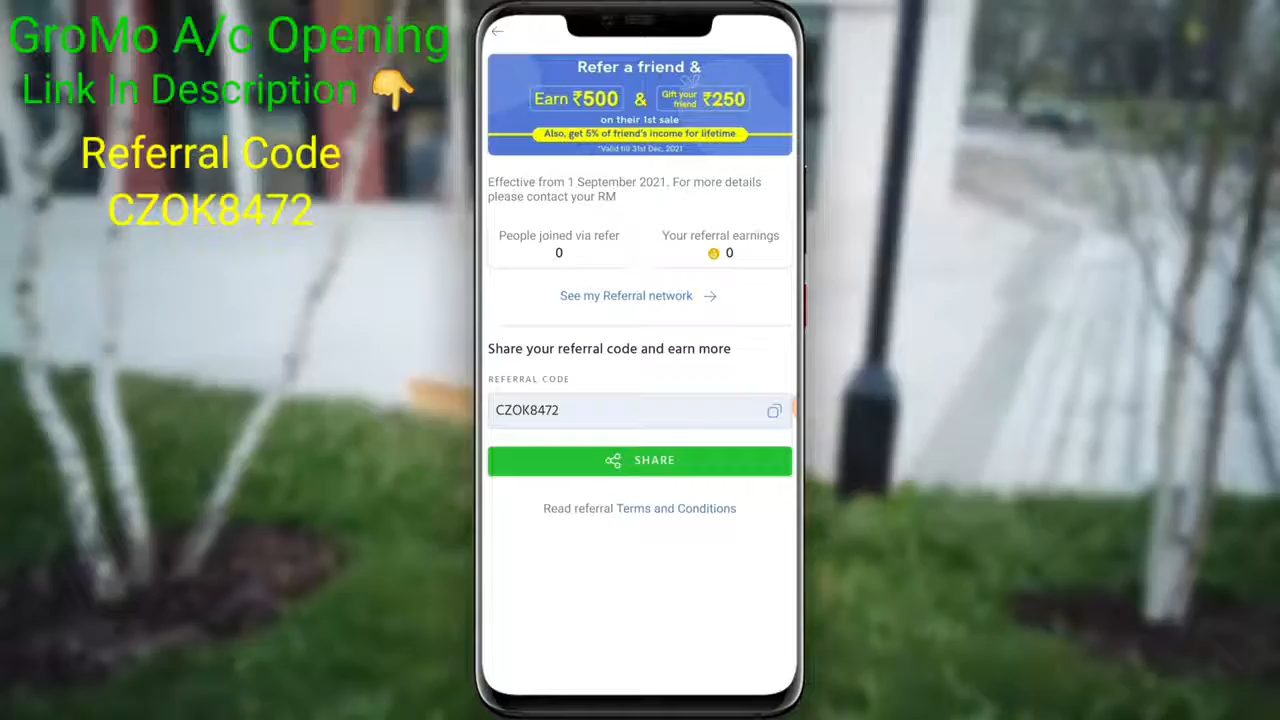 GroMo A/c Opening
Link In Description 👇
Referral Code
CZOK8472
Refer a friend &
Earn ₹500 & Gift your friend ₹250
on their 1st sale
Also, get 5% of friend's income for lifetime
*Valid till 31st Dec, 2021
Effective from 1 September 2021. For more details
please contact your RM
People joined via refer
0
Your referral earnings
0
See my Referral network →
Share your referral code and earn more
REFERRAL CODE
CZOK8472
SHARE
Read referral Terms and Conditions